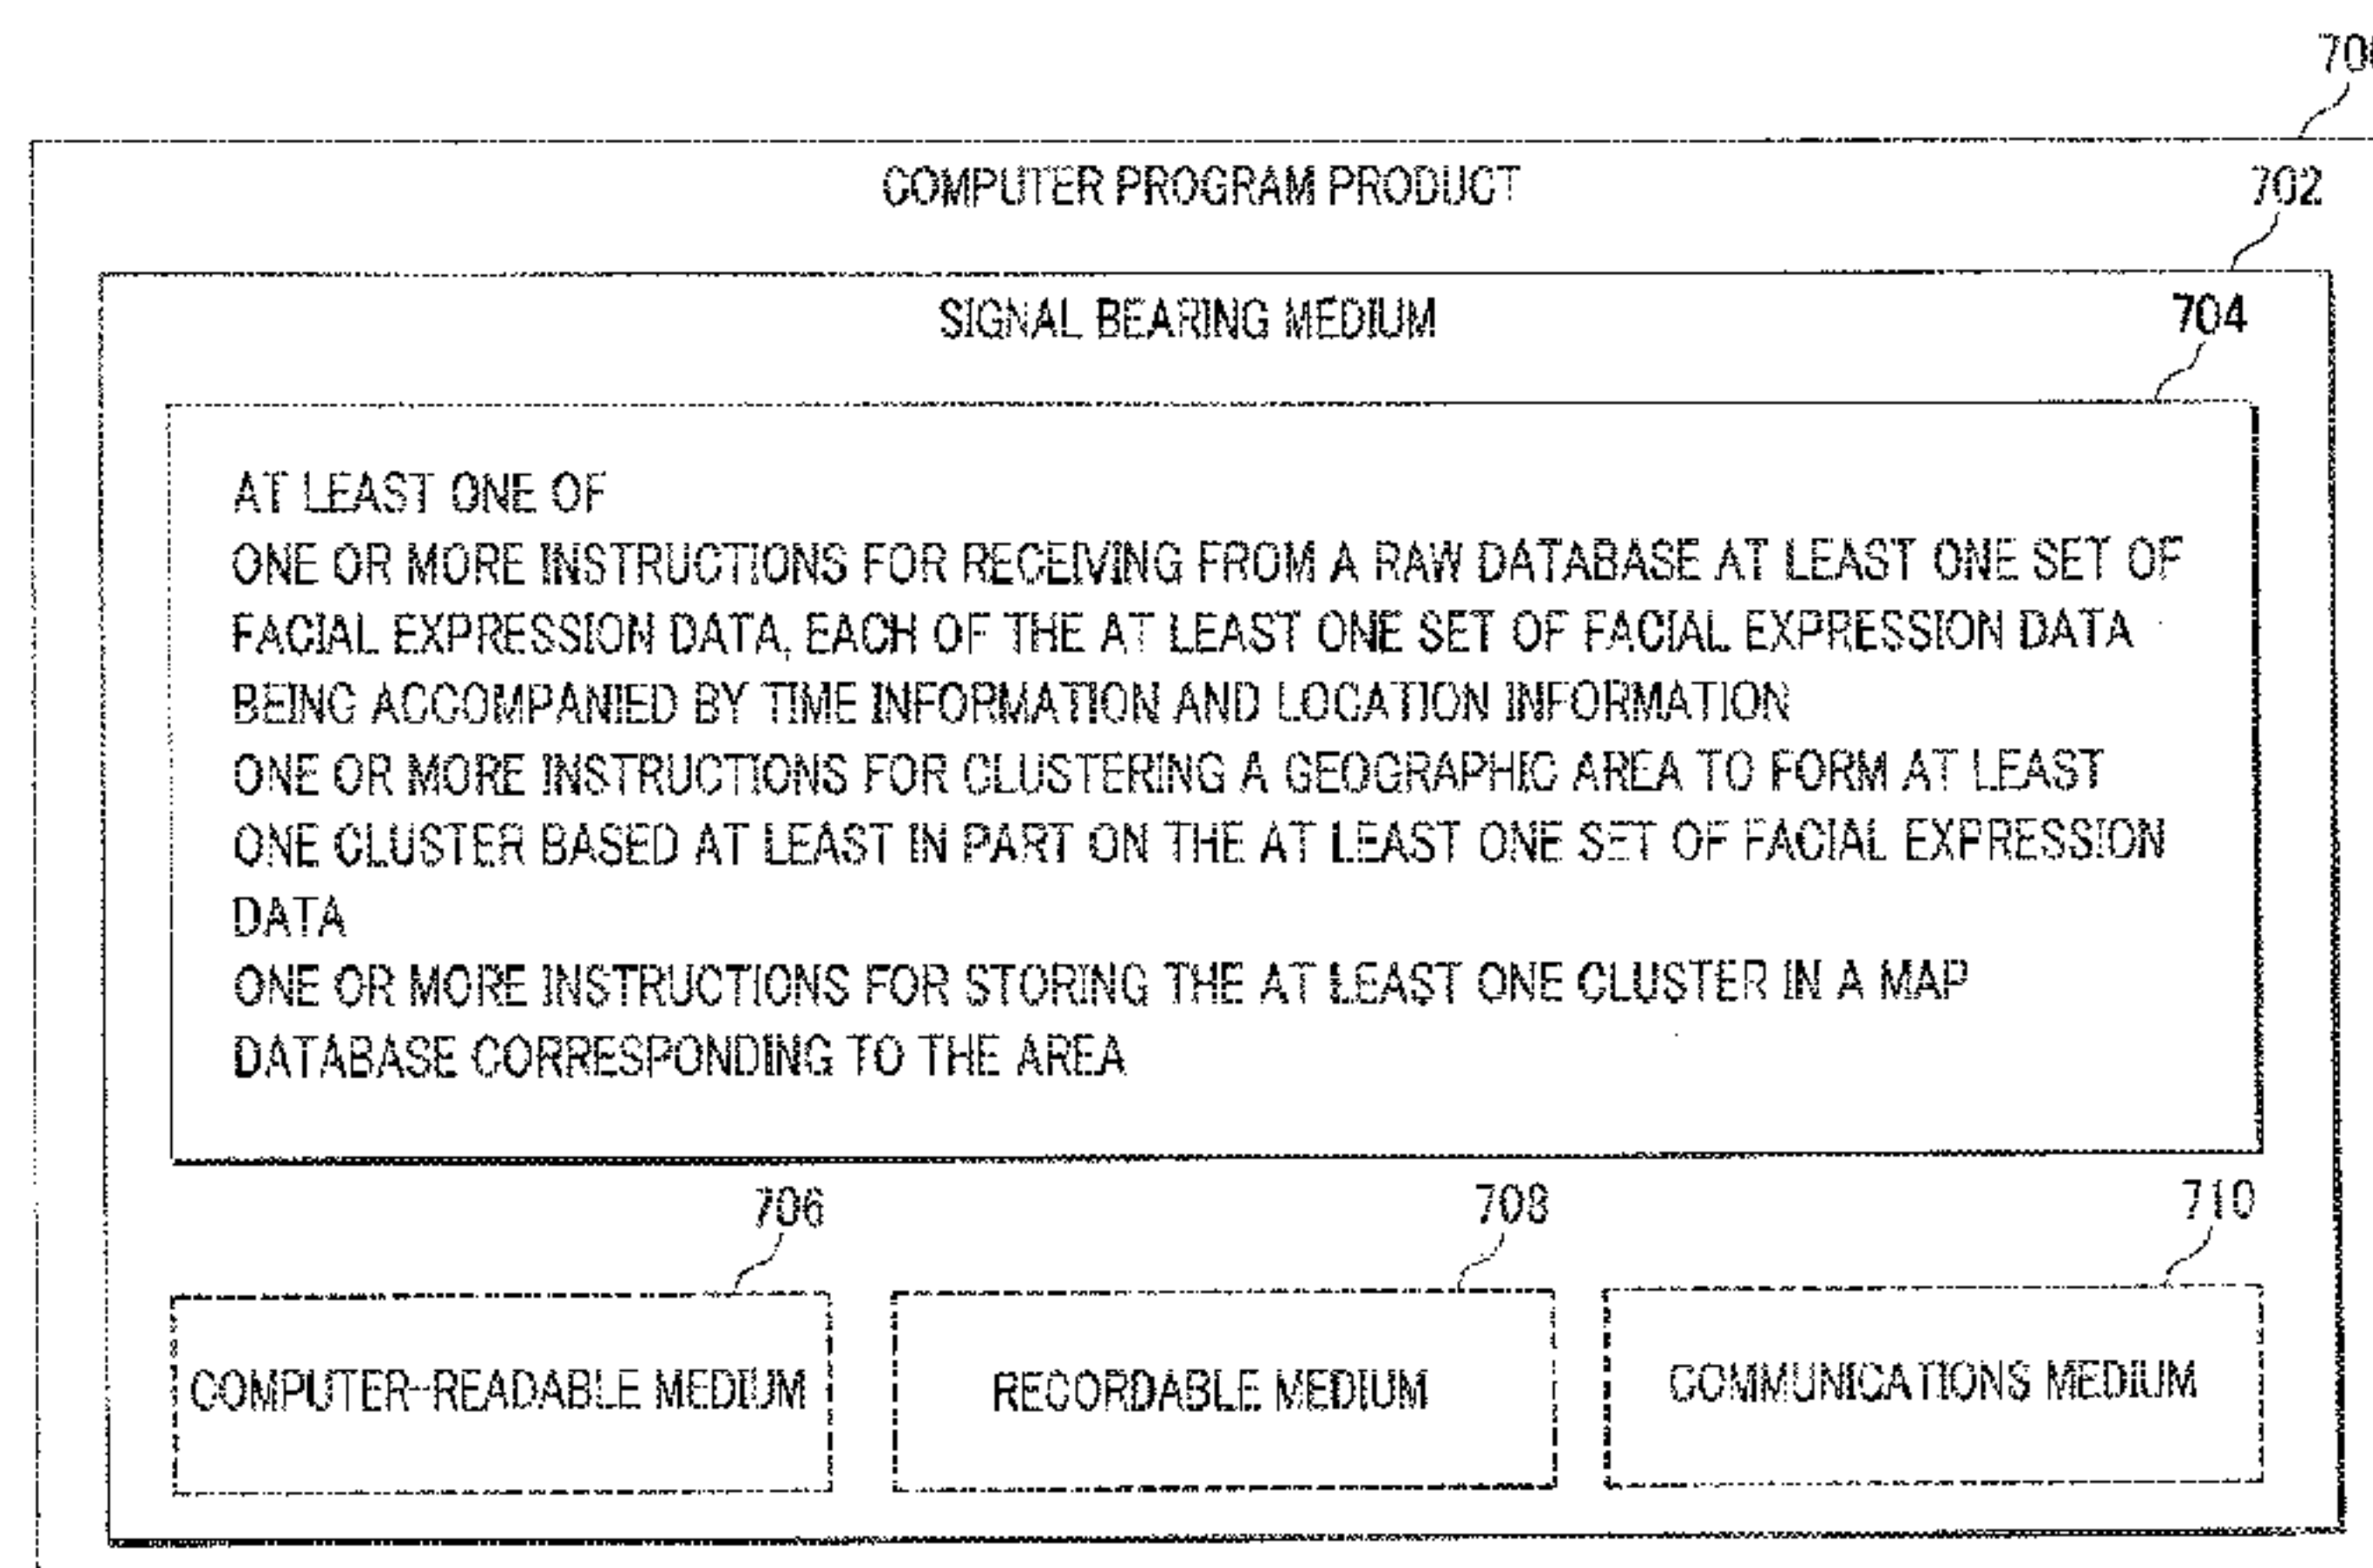 700
COMPUTER PROGRAM PRODUCT
702
SIGNAL BEARING MEDIUM
704
AT LEAST ONE OF
ONE OR MORE INSTRUCTIONS FOR RECEIVING FROM A RAW DATABASE AT LEAST ONE SET OF
FACIAL EXPRESSION DATA, EACH OF THE AT LEAST ONE SET OF FACIAL EXPRESSION DATA
BEING ACCOMPANIED BY TIME INFORMATION AND LOCATION INFORMATION
ONE OR MORE INSTRUCTIONS FOR CLUSTERING A GEOGRAPHIC AREA TO FORM AT LEAST
ONE CLUSTER BASED AT LEAST IN PART ON THE AT LEAST ONE SET OF FACIAL EXPRESSION
DATA
ONE OR MORE INSTRUCTIONS FOR STORING THE AT LEAST ONE CLUSTER IN A MAP
DATABASE CORRESPONDING TO THE AREA
706
708
710
COMPUTER-READABLE MEDIUM
RECORDABLE MEDIUM
COMMUNICATIONS MEDIUM